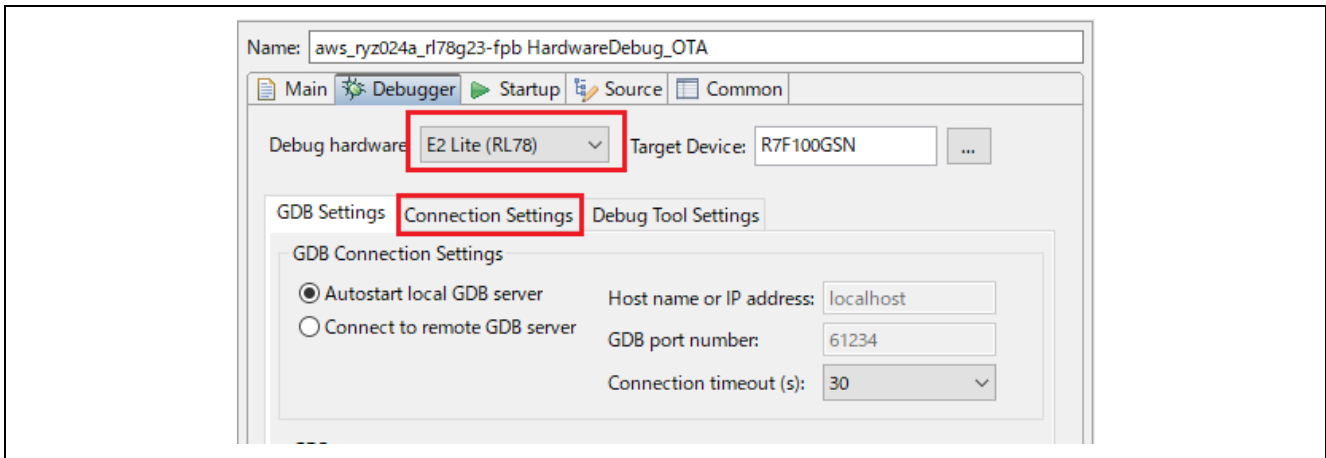 Name: aws_ryz024a_rl78g23-fpb HardwareDebug_OTA
Main Debugger Startup Source Common
Debug hardware E2 Lite (RL78) Target Device: R7F100GSN ...
GDB Settings Connection Settings Debug Tool Settings
GDB Connection Settings
Autostart local GDB server Host name or IP address: localhost
Connect to remote GDB server
GDB port number: 61234
Connection timeout (s): 30